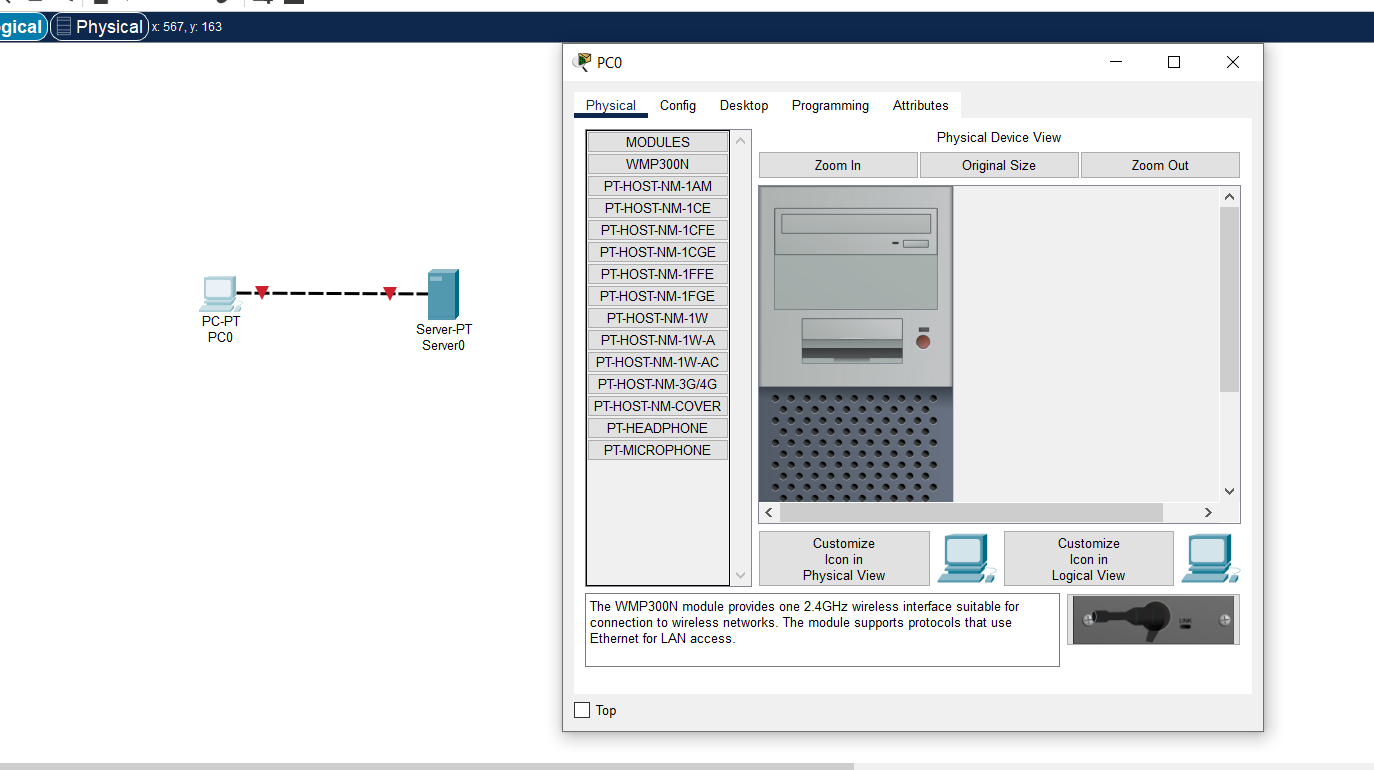 gical Physical x: 567, y: 163
PC0
Physical Config Desktop Programming Attributes
MODULES
WMP300N
PT-HOST-NM-1AM
PT-HOST-NM-1CE
PT-HOST-NM-1CFE
PT-HOST-NM-1CGE
PT-HOST-NM-1FFE
PT-HOST-NM-1FGE
PT-HOST-NM-1W
PT-HOST-NM-1W-A
PT-HOST-NM-1W-AC
PT-HOST-NM-3G/4G
PT-HOST-NM-COVER
PT-HEADPHONE
PT-MICROPHONE
Physical Device View
Zoom In Original Size Zoom Out
Customize
Icon in
Physical View
Customize
Icon in
Logical View
The WMP300N module provides one 2.4GHz wireless interface suitable for
connection to wireless networks. The module supports protocols that use
Ethernet for LAN access.
LINK
Top
PC-PT
PC0
Server-PT
Server0